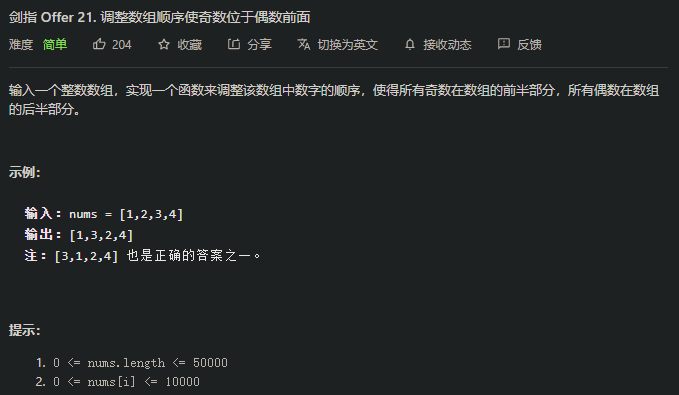 剑指 Offer 21. 调整数组顺序使奇数位于偶数前面
难度 简单 204 收藏 分享 切换为英文 接收动态 反馈
输入一个整数数组，实现一个函数来调整该数组中数字的顺序，使得所有奇数在数组的前半部分，所有偶数在数组
的后半部分。
示例：
输入：nums = [1,2,3,4]
输出：[1,3,2,4]
注：[3,1,2,4] 也是正确的答案之一。
提示：
1. 0 <= nums.length <= 50000
2. 0 <= nums[i] <= 10000